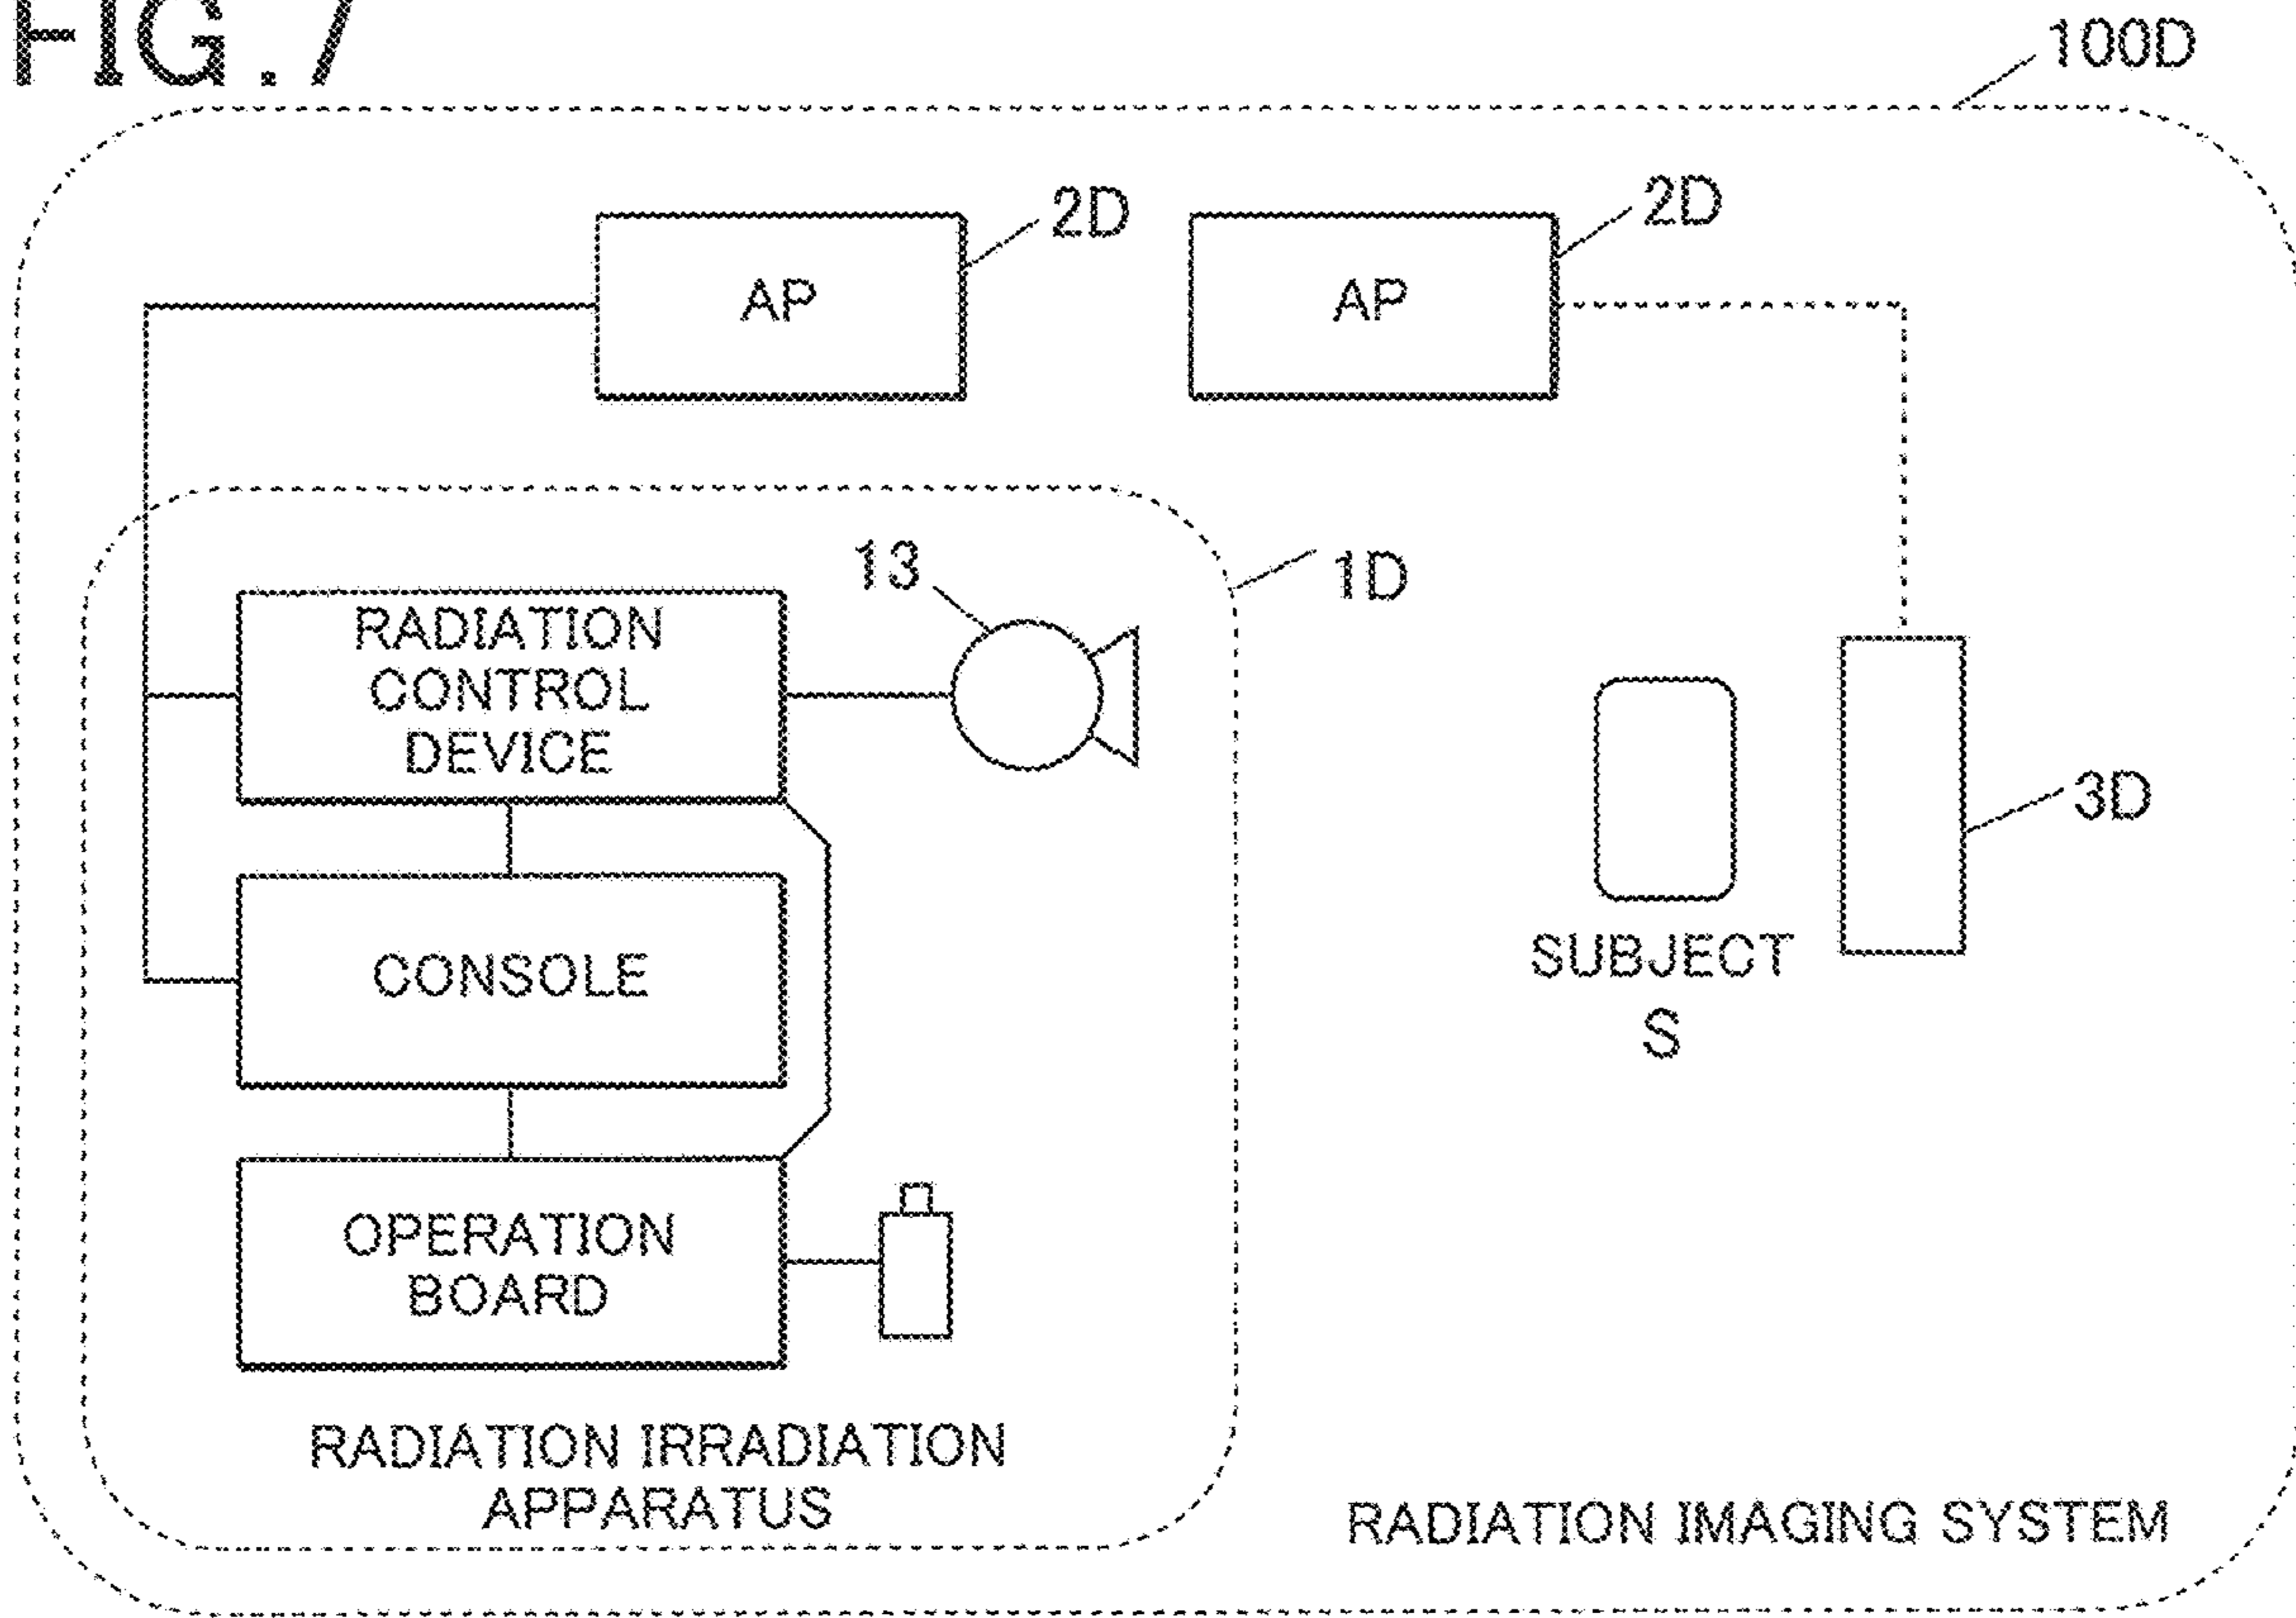 FIG.7
100D
2D
2D
AP
AP
13
1D
RADIATION
CONTROL
DEVICE
3D
CONSOLE
SUBJECT
S
OPERATION
BOARD
RADIATION IRRADIATION
APPARATUS
RADIATION IMAGING SYSTEM